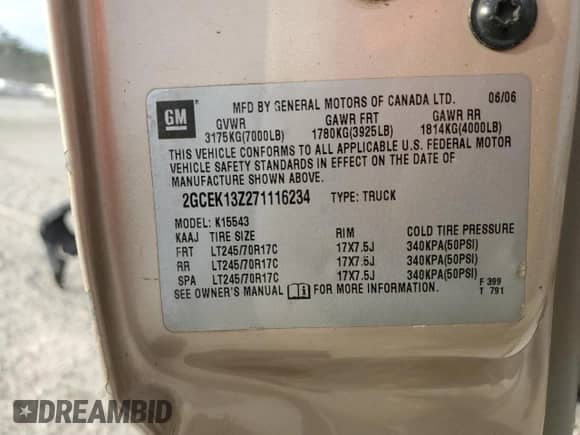 GM
MFD BY GENERAL MOTORS OF CANADA LTD. 06/06
GVWR GAWR FRT GAWR RR
3175KG(7000LB) 1780KG(3925LB) 1814KG(4000LB)
THIS VEHICLE CONFORMS TO ALL APPLICABLE U.S. FEDERAL MOTOR
VEHICLE SAFETY STANDARDS IN EFFECT ON THE DATE OF
MANUFACTURE SHOWN ABOVE.
2GCEK13Z271116234 TYPE: TRUCK
MODEL: K15543
KAAJ TIRE SIZE RIM COLD TIRE PRESSURE
FRT LT245/70R17C 17X7.5J 340KPA(50PSI)
RR LT245/70R17C 17X7.5J 340KPA(50PSI)
SPA LT245/70R17C 17X7.5J 340KPA(50PSI)
SEE OWNER'S MANUAL FOR MORE INFORMATION.
F 399
T 791
DREAMBID